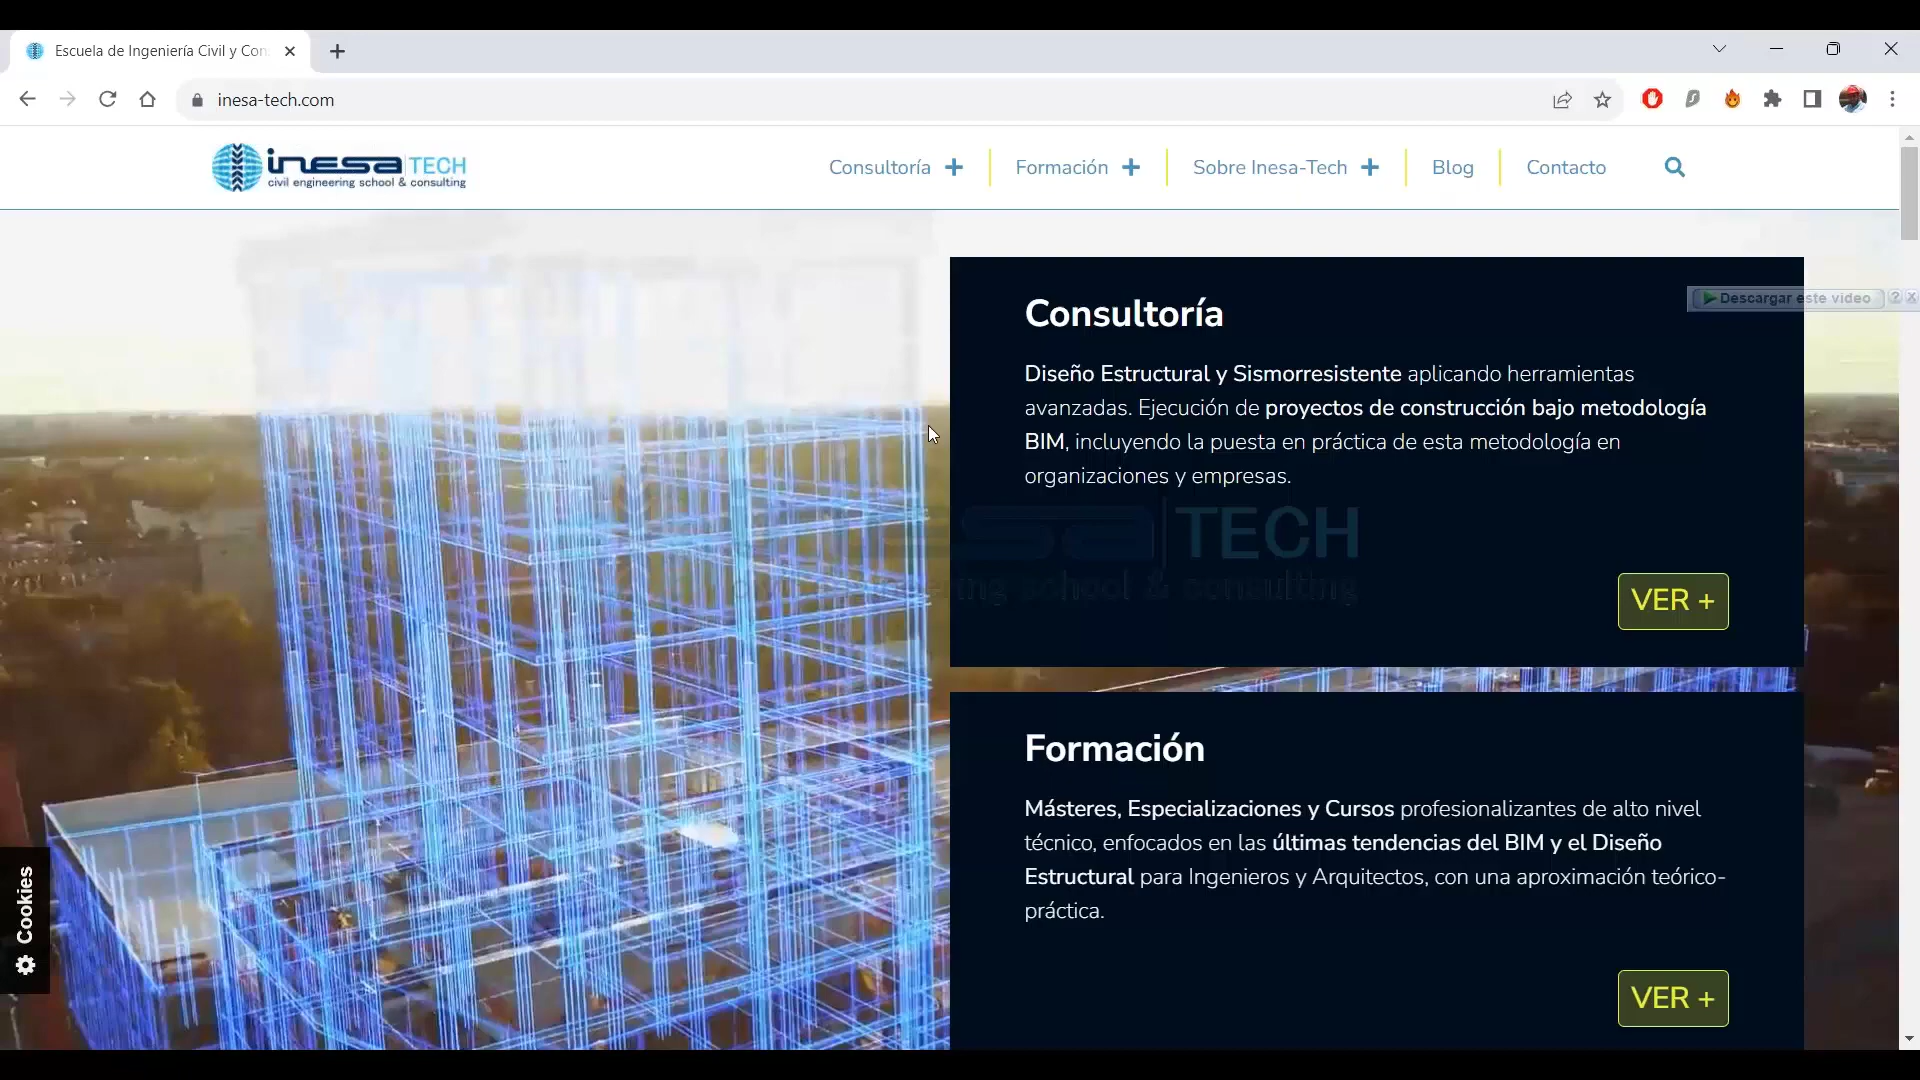 Escuela de Ingeniería Civil y Con
inesa-tech.com
inesa TECH
civil engineering school & consulting
Consultoría +
Formación +
Sobre Inesa-Tech +
Blog
Contacto
Descargar este video ? X
Consultoría
Diseño Estructural y Sismorresistente aplicando herramientas
avanzadas. Ejecución de proyectos de construcción bajo metodología
BIM, incluyendo la puesta en práctica de esta metodología en
organizaciones y empresas.
TECH
school & consulting
VER +
Formación
Másteres, Especializaciones y Cursos profesionalizantes de alto nivel
técnico, enfocados en las últimas tendencias del BIM y el Diseño
Estructural para Ingenieros y Arquitectos, con una aproximación teórico-
práctica.
VER +
Cookies